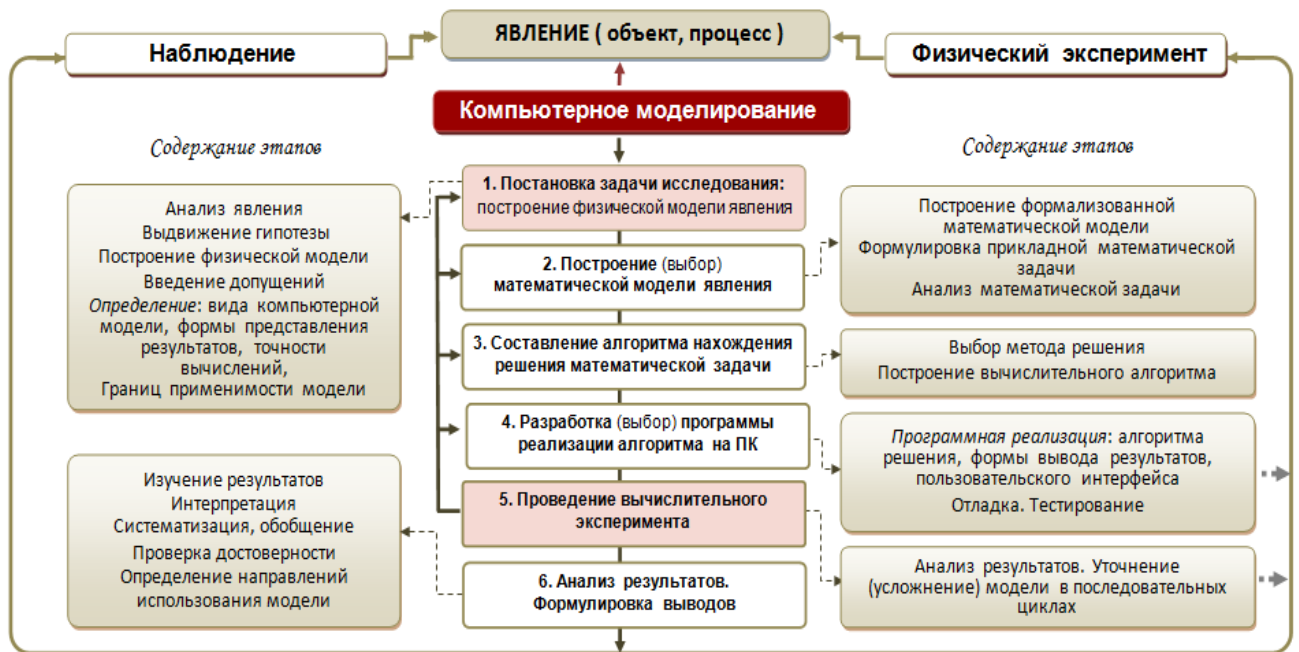 ЯВЛЕНИЕ ( объект, процесс )
Наблюдение
Физический эксперимент
Компьютерное моделирование
Содержание этапов
Содержание этапов
1. Постановка задачи исследования:
построение физической модели явления
Анализ явления
Выдвижение гипотезы
Построение физической модели
Введение допущений
Определение: вида компьютерной
модели, формы представления
результатов, точности
вычислений,
Границ применимости модели
2. Построение (выбор)
математической модели явления
Построение формализованной
математической модели
Формулировка прикладной математической
задачи
Анализ математической задачи
3. Составление алгоритма нахождения
решения математической задачи
Выбор метода решения
Построение вычислительного алгоритма
4. Разработка (выбор) программы
реализации алгоритма на ПК
Программная реализация: алгоритма
решения, формы вывода результатов,
пользовательского интерфейса
Отладка. Тестирование
5. Проведение вычислительного
эксперимента
Анализ результатов. Уточнение
(усложнение) модели в последовательных
циклах
6. Анализ результатов.
Формулировка выводов
Изучение результатов
Интерпретация
Систематизация, обобщение
Проверка достоверности
Определение направлений
использования модели